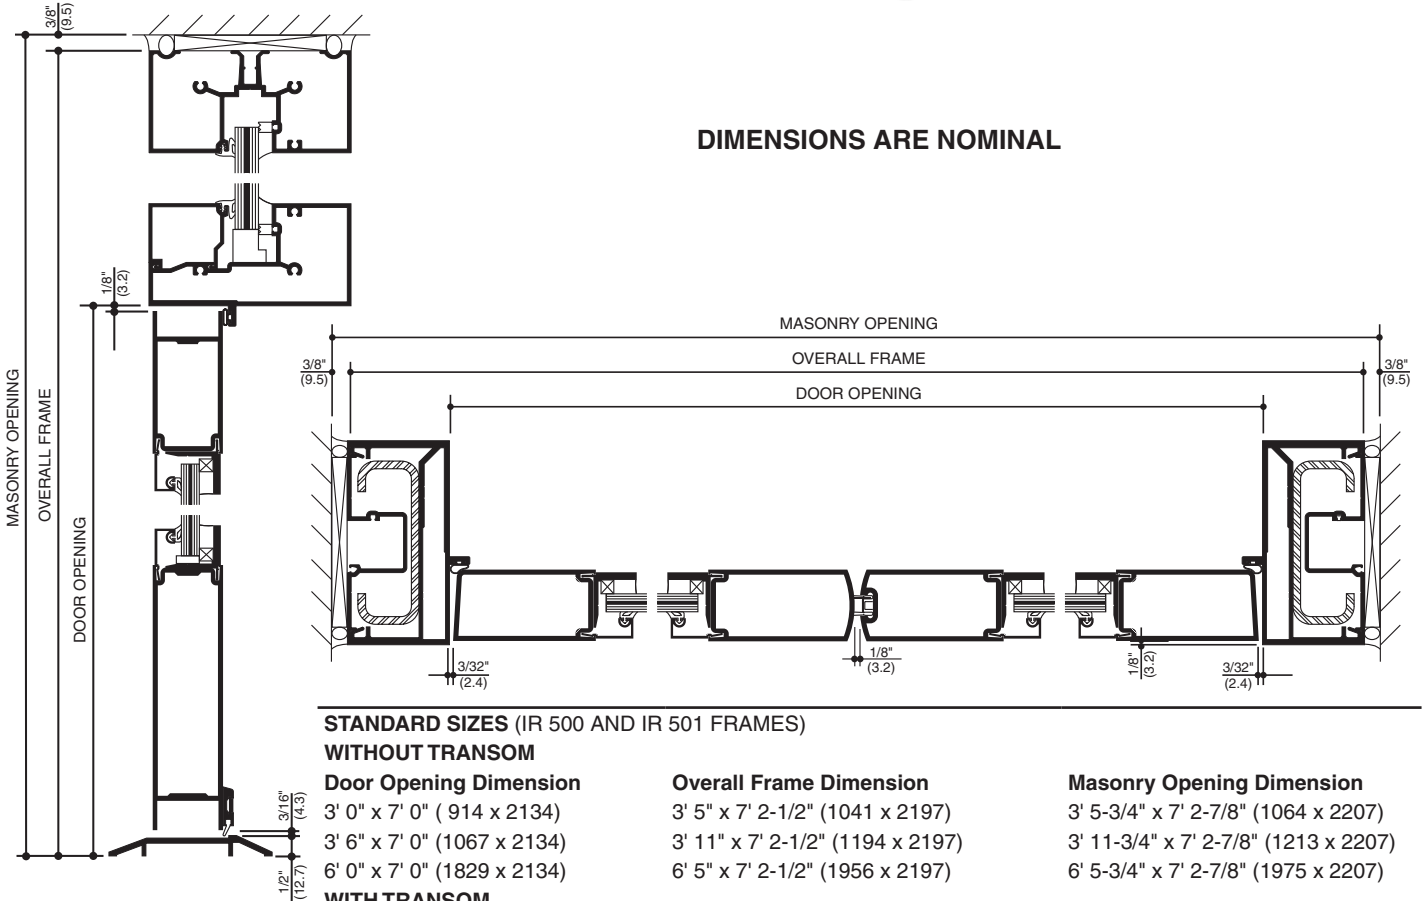 3/8"
(9.5)
DIMENSIONS ARE NOMINAL
1/8"
(3.2)
MASONRY OPENING
OVERALL FRAME
DOOR OPENING
MASONRY OPENING
3/8"
(9.5)
OVERALL FRAME
3/8"
(9.5)
DOOR OPENING
3/32"
(2.4)
1/8"
(3.2)
1/8"
(3.2)
3/32"
(2.4)
3/16"
(4.3)
1/2"
(12.7)
STANDARD SIZES (IR 500 AND IR 501 FRAMES)
WITHOUT TRANSOM
Door Opening Dimension Overall Frame Dimension Masonry Opening Dimension
3' 0" x 7' 0" ( 914 x 2134) 3' 5" x 7' 2-1/2" (1041 x 2197) 3' 5-3/4" x 7' 2-7/8" (1064 x 2207)
3' 6" x 7' 0" (1067 x 2134) 3' 11" x 7' 2-1/2" (1194 x 2197) 3' 11-3/4" x 7' 2-7/8" (1213 x 2207)
6' 0" x 7' 0" (1829 x 2134) 6' 5" x 7' 2-1/2" (1956 x 2197) 6' 5-3/4" x 7' 2-7/8" (1975 x 2207)
WITH TRANSOM